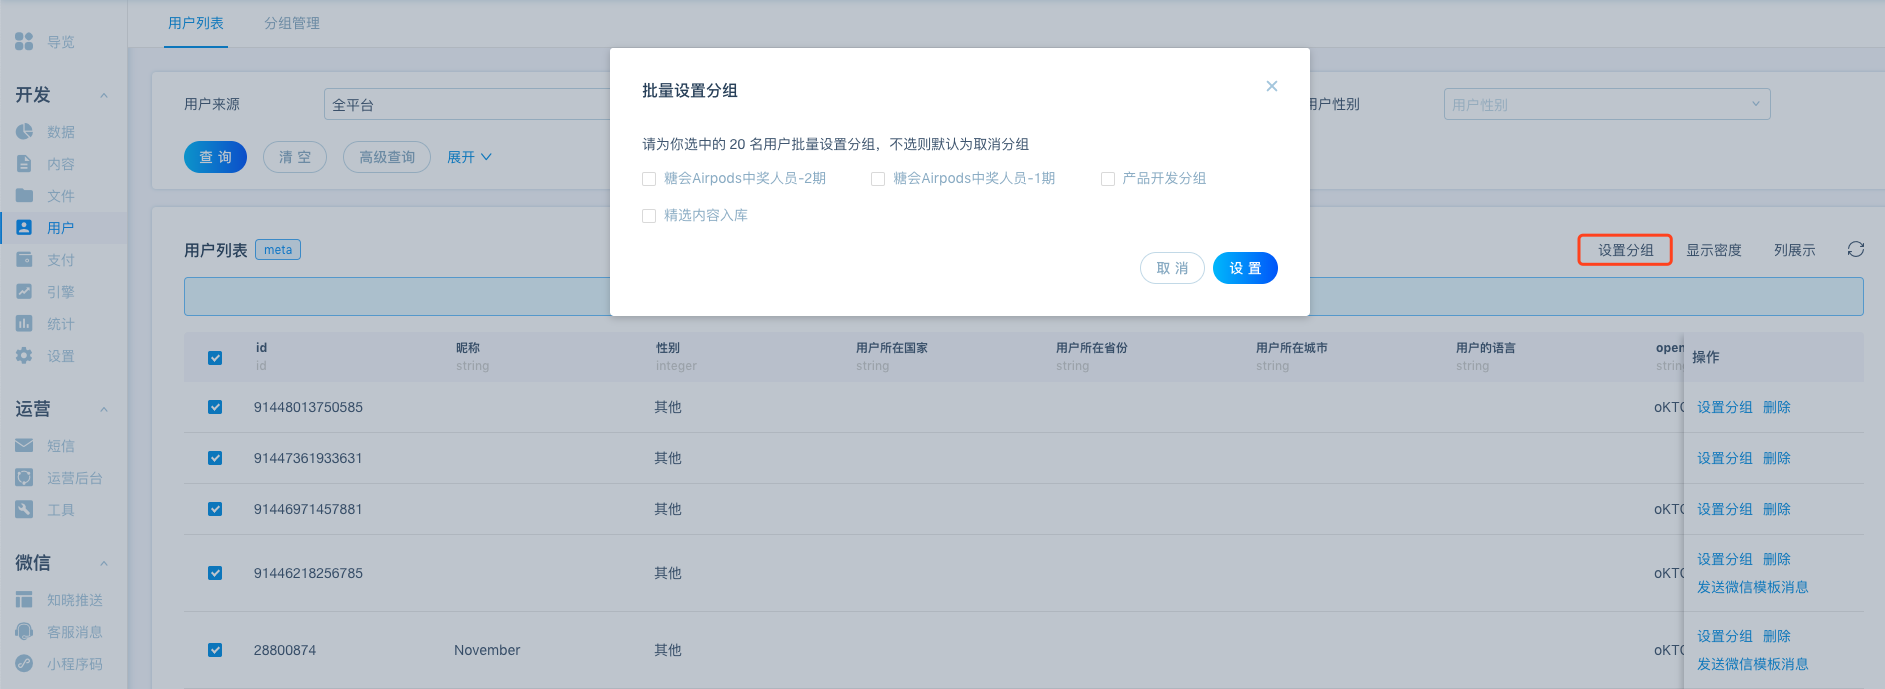 用户列表 分组管理
导览
开发
数据
内容
文件
用户
支付
引擎
统计
设置
运营
短信
运营后台
工具
微信
知晓推送
客服消息
小程序码
用户来源 全平台 用户性别 用户性别
查 询 清 空 高级查询 展开
批量设置分组
请为你选中的 20 名用户批量设置分组，不选则默认为取消分组
糖会Airpods中奖人员-2期 糖会Airpods中奖人员-1期 产品开发分组
精选内容入库
取 消 设 置
用户列表 meta 设置分组 显示密度 列展示
id 昵称 性别 用户所在国家 用户所在省份 用户所在城市 用户的语言 open 操作
id string integer string string string string string
91448013750585 其他 oKTO 设置分组 删除
91447361933631 其他 设置分组 删除
91446971457881 其他 oKTO 设置分组 删除
91446218256785 其他 oKTO 设置分组 删除
发送微信模板消息
28800874 November 其他 oKTO 设置分组 删除
发送微信模板消息